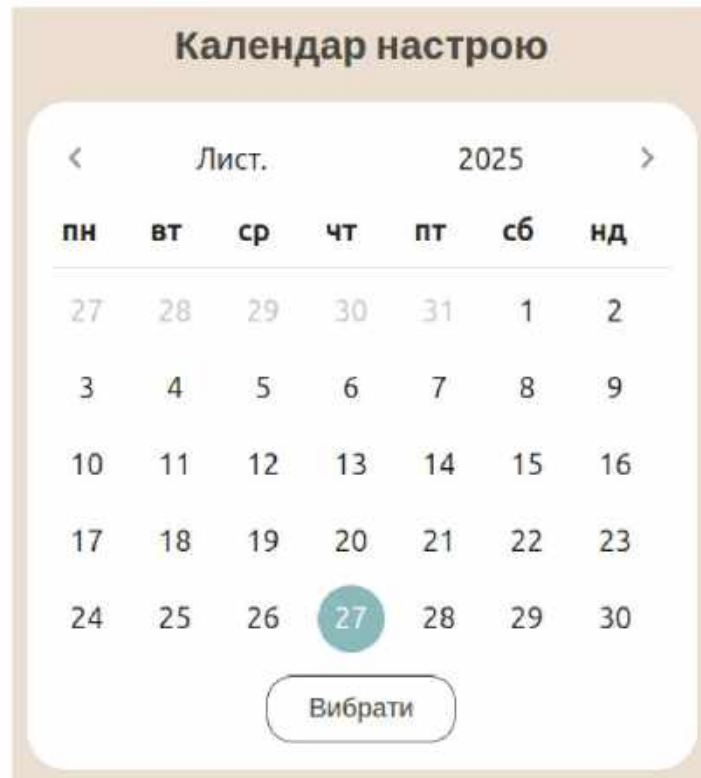 Календар настрою
< Лист. 2025 >
пн вт ср чт пт сб нд
27 28 29 30 31 1 2
3 4 5 6 7 8 9
10 11 12 13 14 15 16
17 18 19 20 21 22 23
24 25 26 27 28 29 30
Вибрати